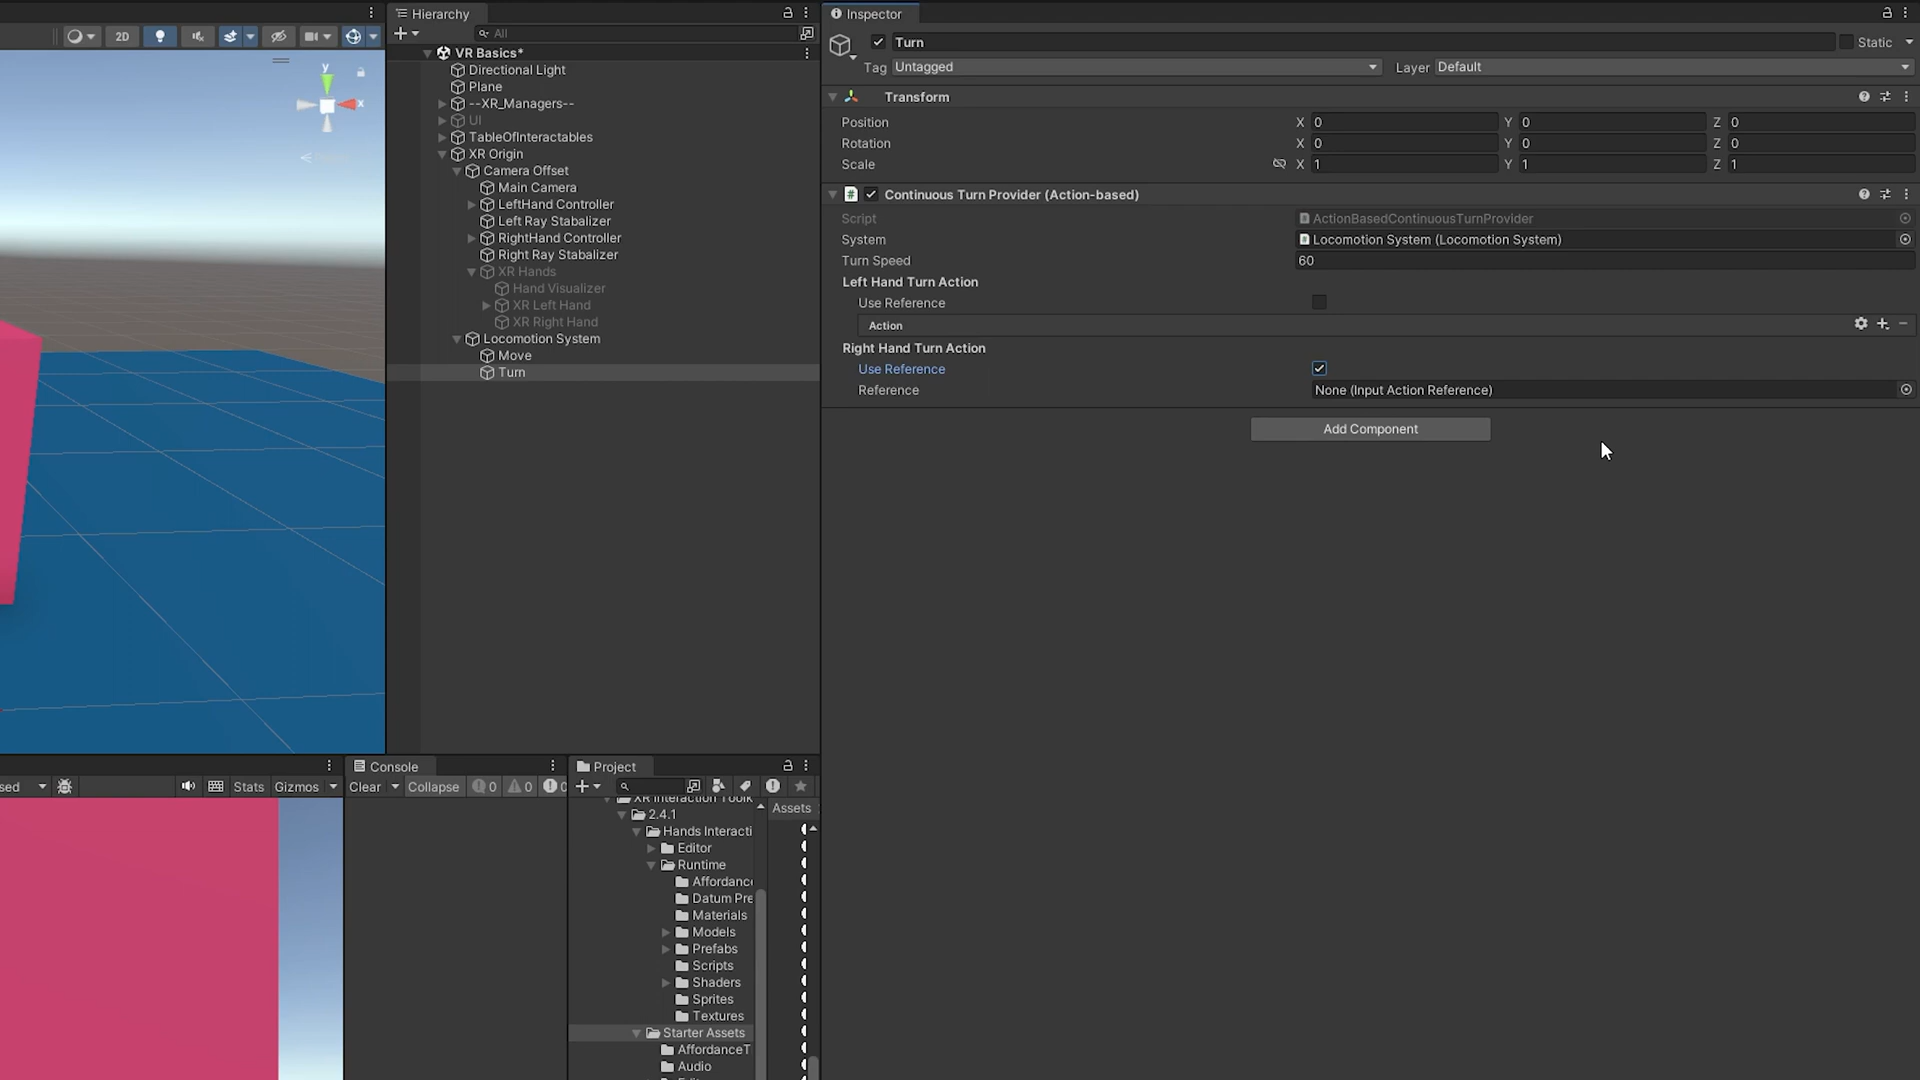 Hierarchy
Inspector
2D
All
Turn
Static
VR Basics*
Tag Untagged
Layer Default
Directional Light
Plane
--XR_Managers--
Transform
UI
Position X 0 Y 0 Z 0
TableOfInteractables
Rotation X 0 Y 0 Z 0
XR Origin
Scale X 1 Y 1 Z 1
Camera Offset
Main Camera
Continuous Turn Provider (Action-based)
LeftHand Controller
Script ActionBasedContinuousTurnProvider
Left Ray Stabalizer
System Locomotion System (Locomotion System)
RightHand Controller
Right Ray Stabalizer
Turn Speed 60
XR Hands
Left Hand Turn Action
Hand Visualizer
Use Reference
XR Left Hand
XR Right Hand
Action
Locomotion System
Right Hand Turn Action
Move
Use Reference
Turn
Reference None (Input Action Reference)
Add Component
y
x
Console
Project
sed
Stats
Gizmos
Clear
Collapse
0
0
0
XR Interaction Toolk
Assets
2.4.1
Hands Interacti
Editor
Runtime
Affordanc
Datum Pre
Materials
Models
Prefabs
Scripts
Shaders
Sprites
Textures
Starter Assets
AffordanceT
Audio